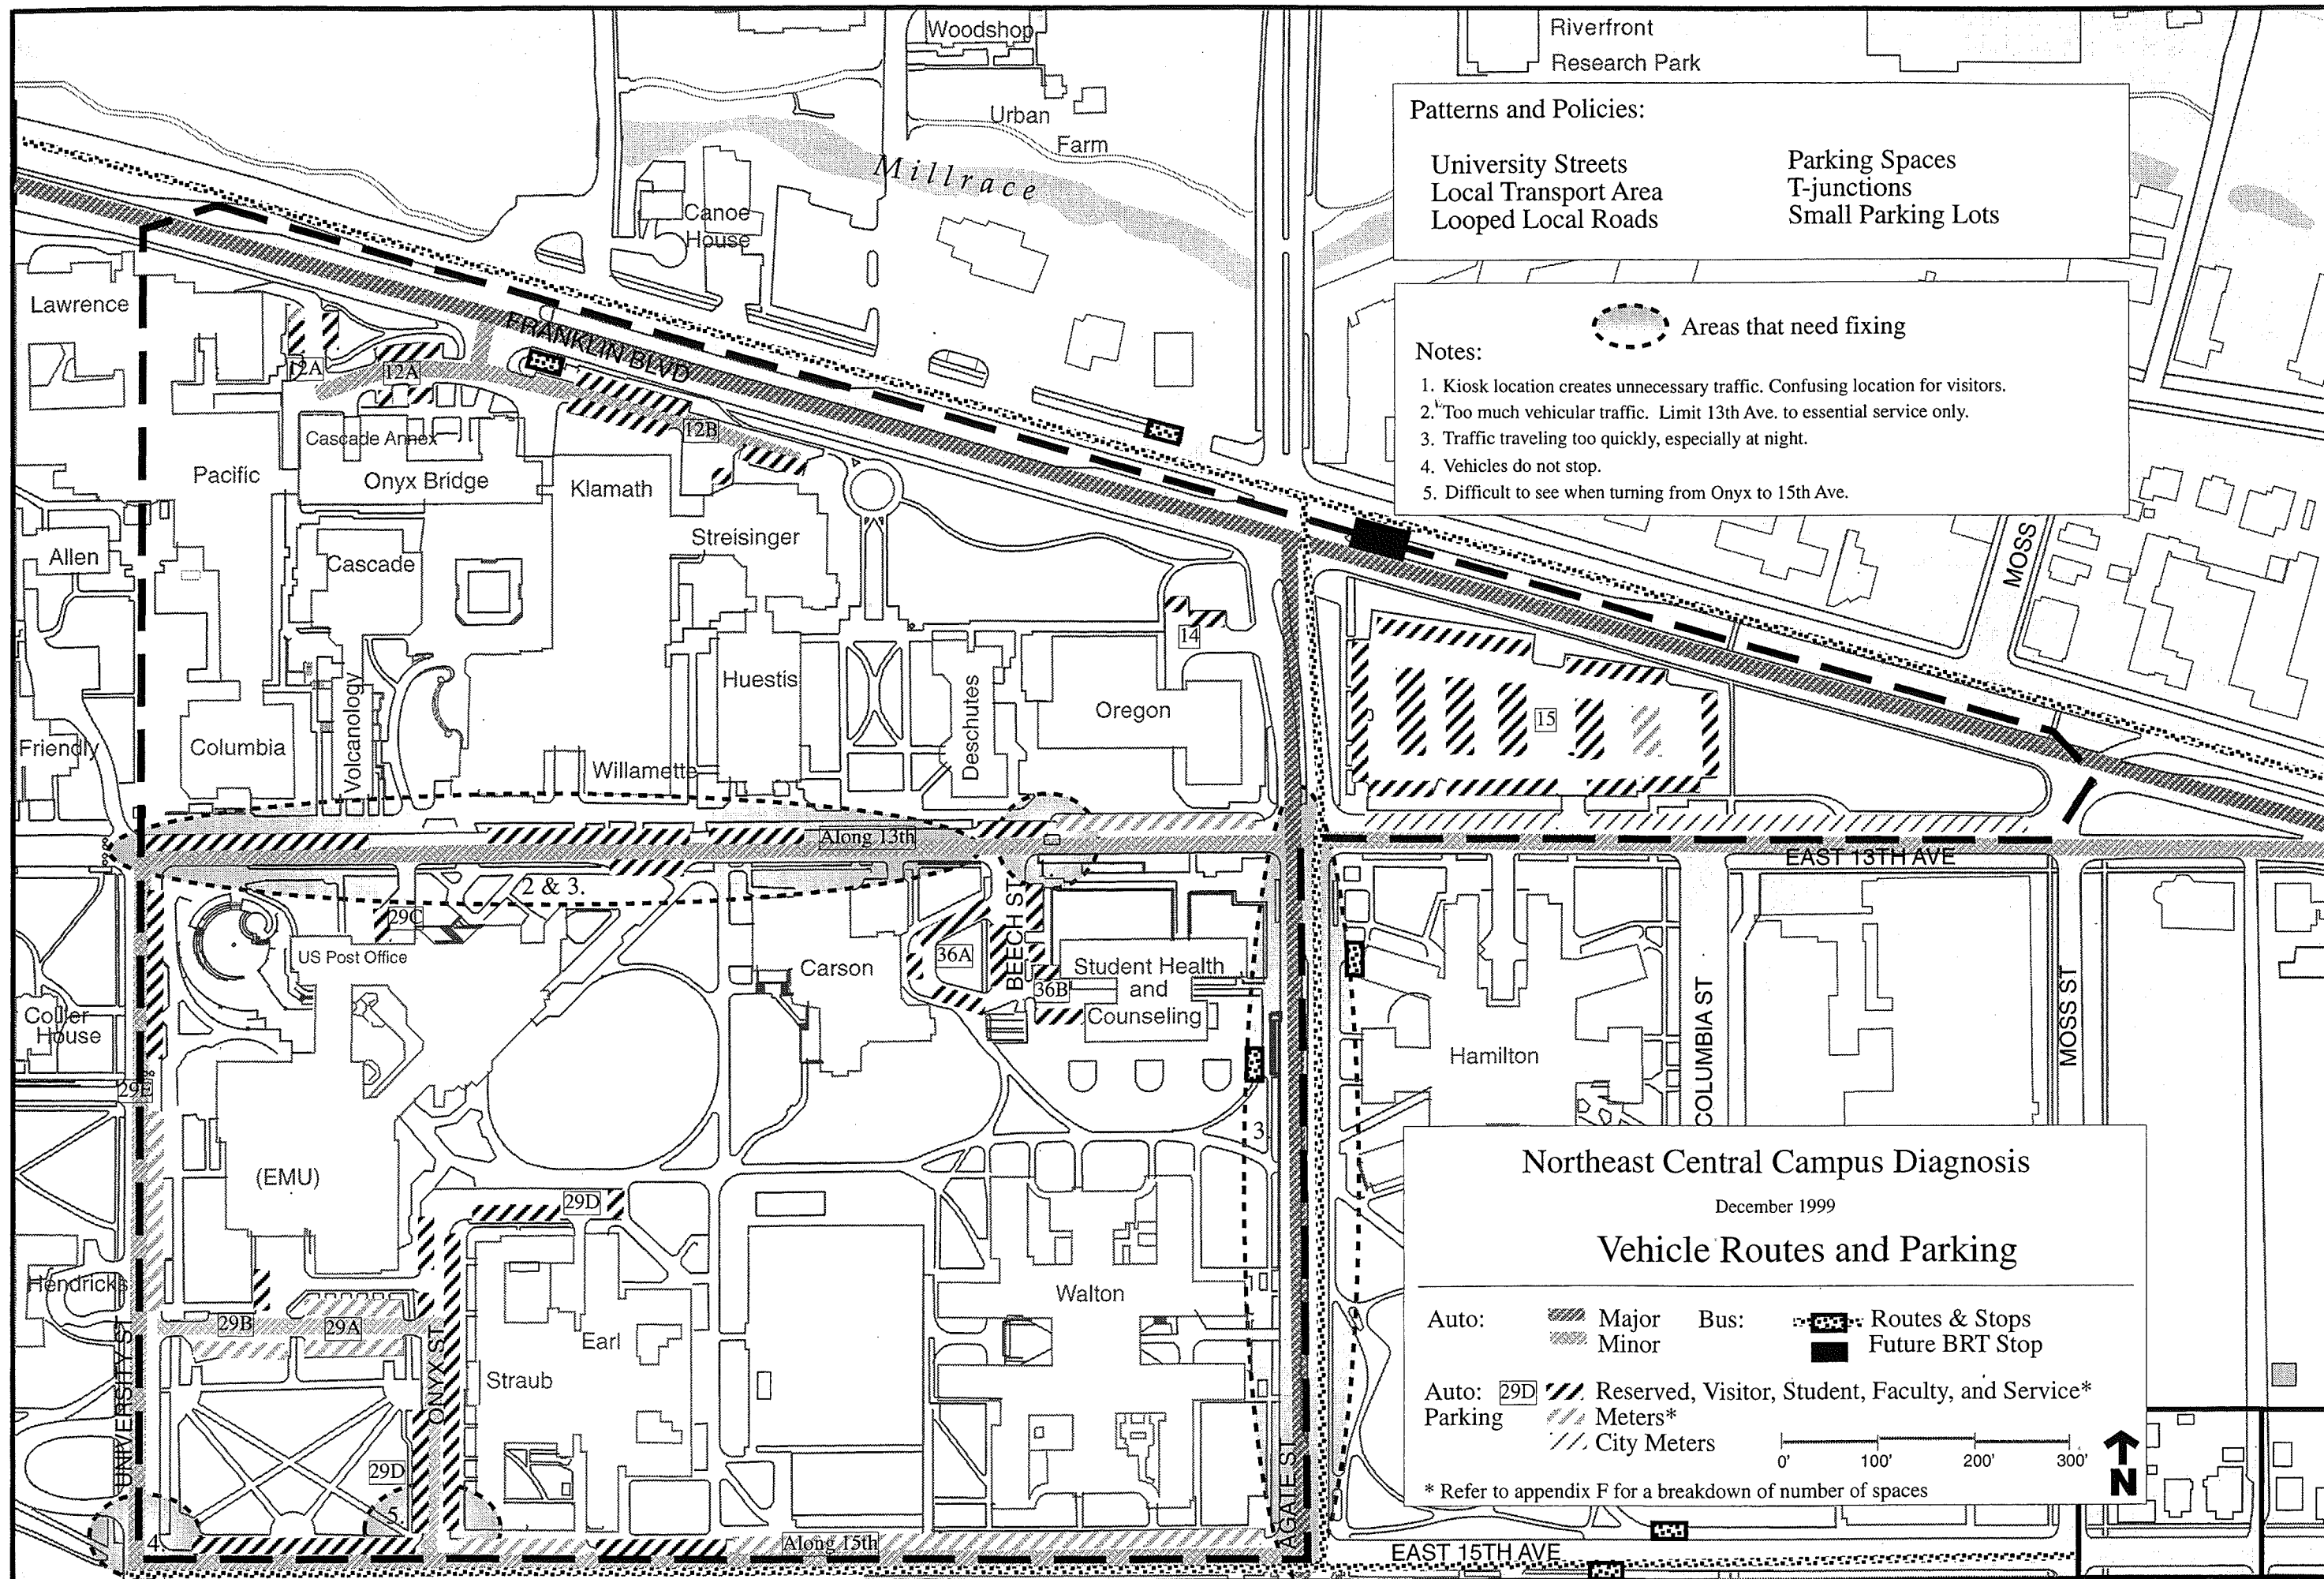 Woodshop
Riverfront
Research Park
Urban
Farm
Millrace
Canoe
House
Patterns and Policies:
University Streets
Local Transport Area
Looped Local Roads
Parking Spaces
T-junctions
Small Parking Lots
Areas that need fixing
Notes:
1. Kiosk location creates unnecessary traffic. Confusing location for visitors.
2. Too much vehicular traffic. Limit 13th Ave. to essential service only.
3. Traffic traveling too quickly, especially at night.
4. Vehicles do not stop.
5. Difficult to see when turning from Onyx to 15th Ave.
Lawrence
FRANKLIN BLVD
12A
12A
12B
Cascade Annex
Pacific
Onyx Bridge
Klamath
Streisinger
Allen
Cascade
MOSS
14
Huestis
Deschutes
Oregon
15
Friendly
Columbia
Volcanology
Willamette
Along 13th
EAST 13TH AVE
2 & 3.
1.
29C
US Post Office
Carson
36A
BEECH ST
36B
Student Health
and
Counseling
Collier
House
29E
Hamilton
COLUMBIA ST
MOSS ST
3
(EMU)
29D
Hendricks
29B
29A
UNIVERSITY ST
ONYX ST
Earl
Straub
Walton
29D
5.
4.
Along 15th
AGATE ST
EAST 15TH AVE
Northeast Central Campus Diagnosis
December 1999
Vehicle Routes and Parking
Auto: Major
Minor
Bus: Routes & Stops
Future BRT Stop
Auto: 29D Reserved, Visitor, Student, Faculty, and Service*
Parking Meters*
City Meters
0' 100' 200' 300'
N
* Refer to appendix F for a breakdown of number of spaces